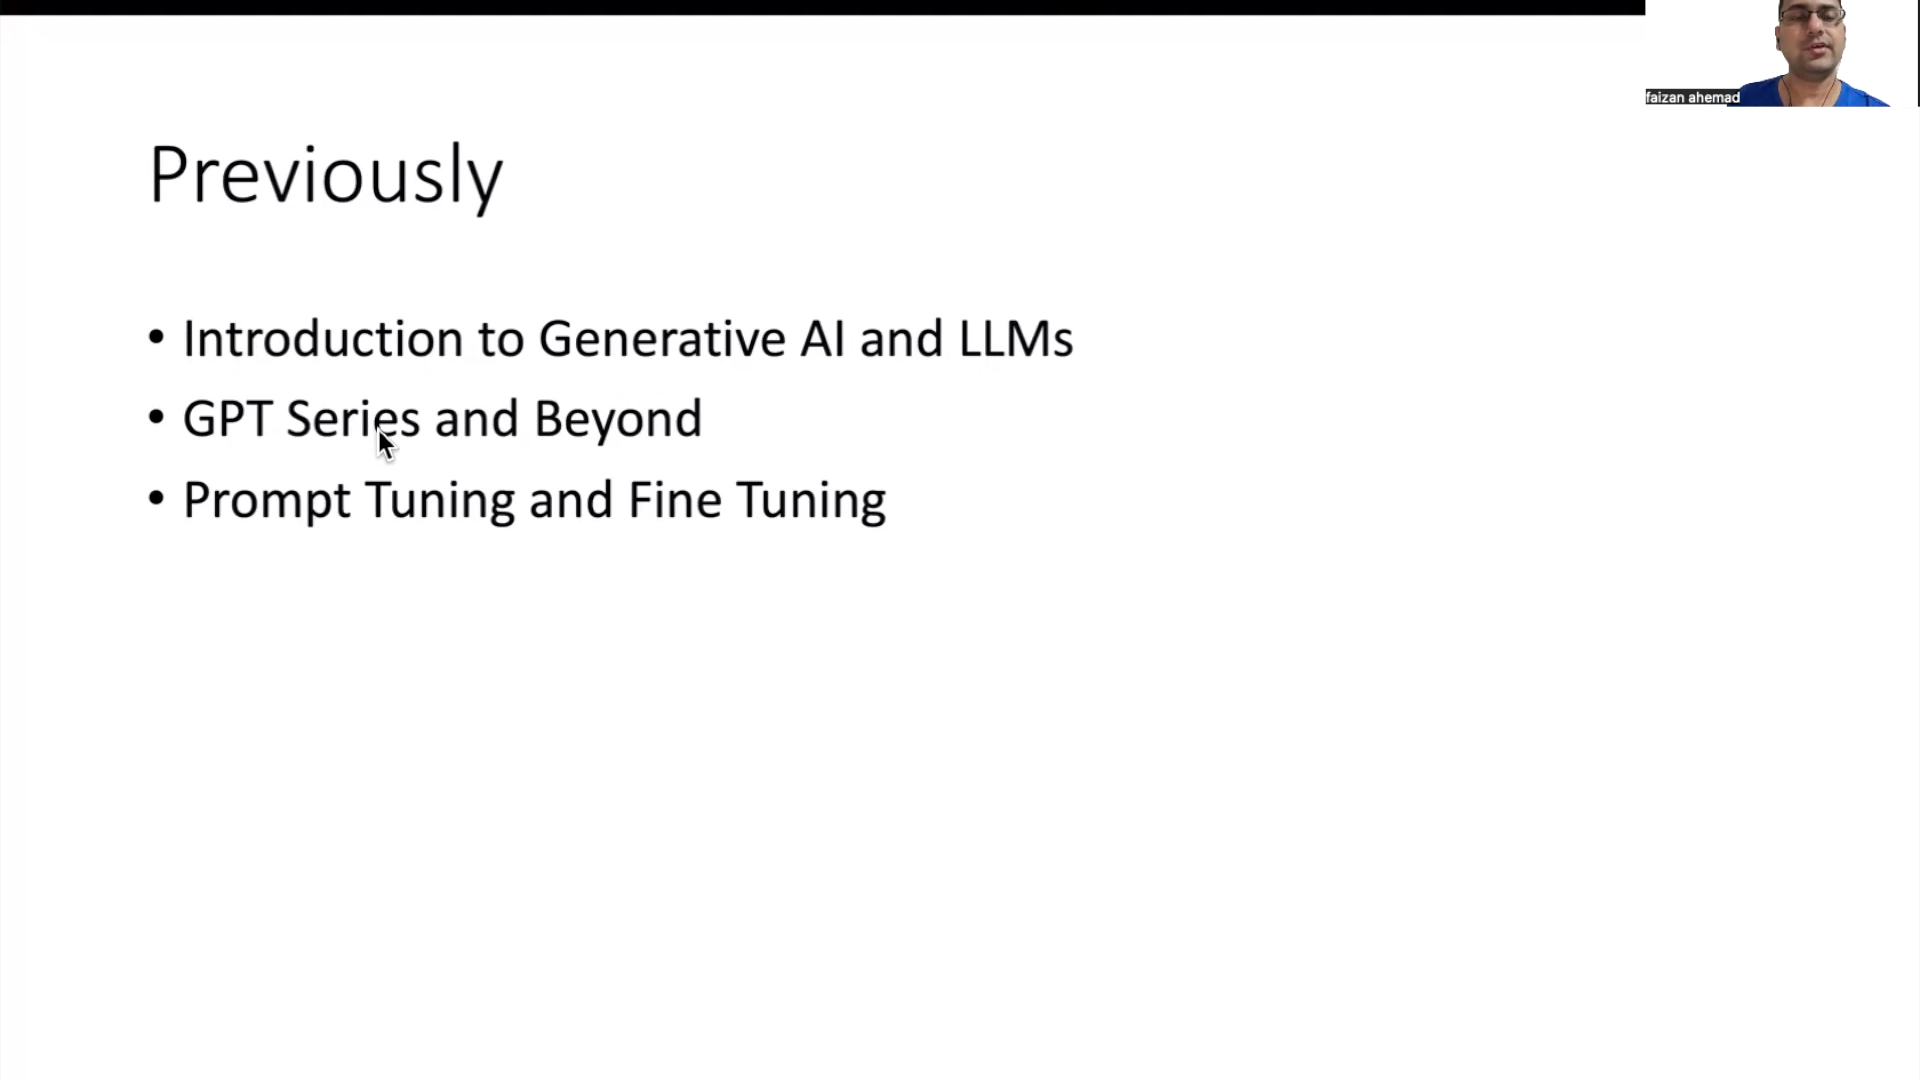 faizan ahemad
Previously
• Introduction to Generative AI and LLMs
• GPT Series and Beyond
• Prompt Tuning and Fine Tuning